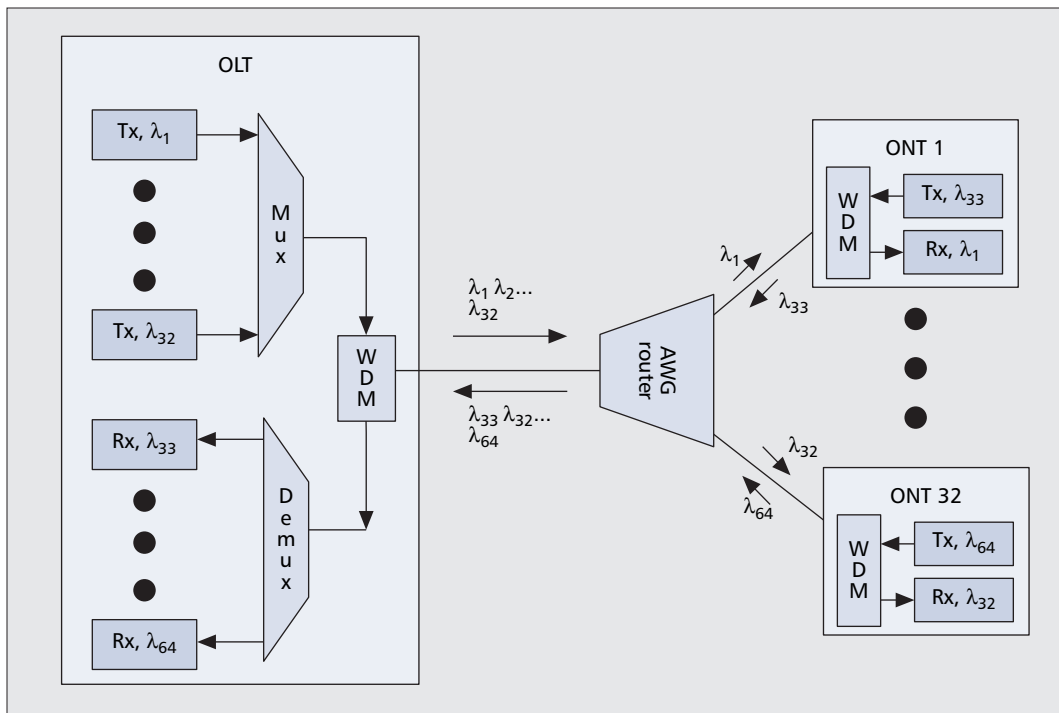 OLT
Tx, λ1
Mux
Tx, λ32
WDM
Rx, λ33
Demux
Rx, λ64
λ1 λ2...
λ32
λ33 λ32...
λ64
AWG
router
λ1
λ33
λ32
λ64
ONT 1
WDM
Tx, λ33
Rx, λ1
ONT 32
WDM
Tx, λ64
Rx, λ32